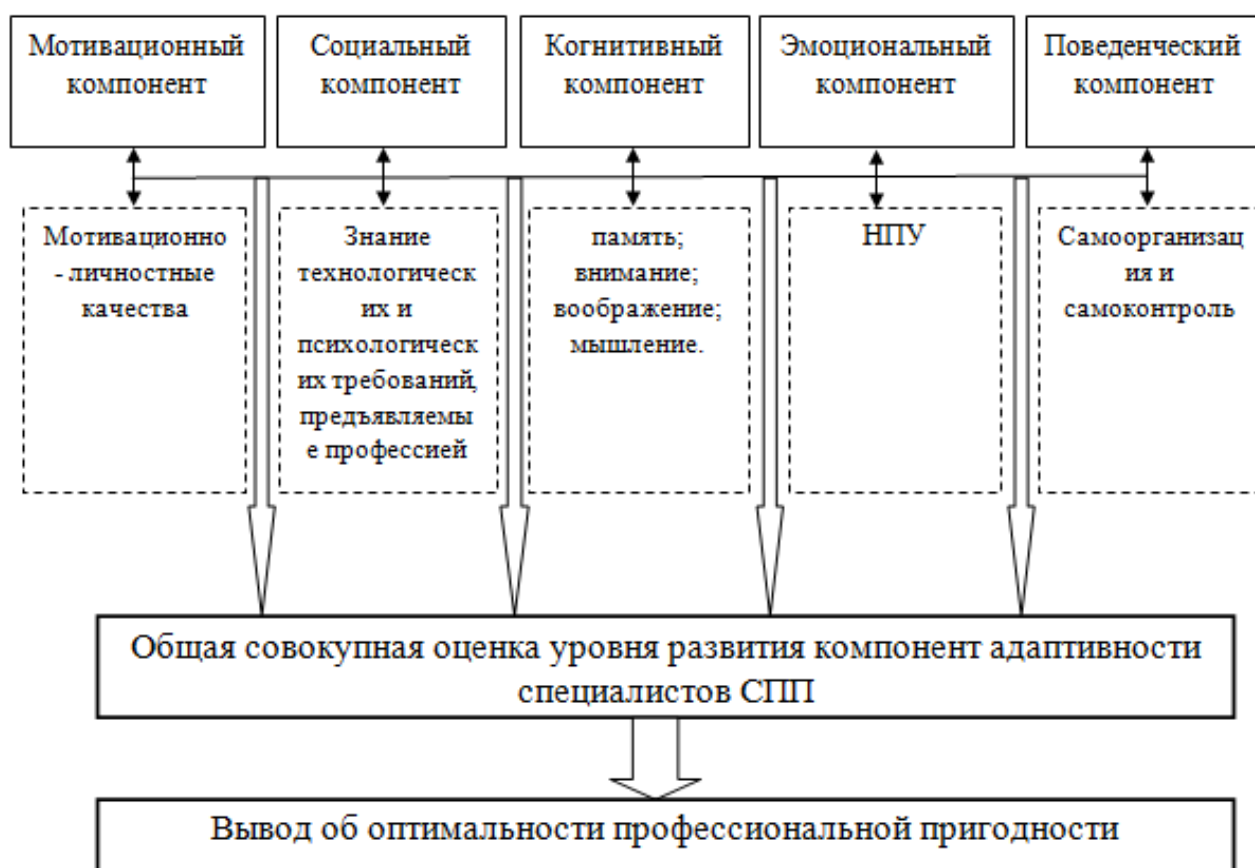 Мотивационный
компонент
Социальный
компонент
Когнитивный
компонент
Эмоциональный
компонент
Поведенческий
компонент
Мотивационно
- личностные
качества
Знание
технологическ
их и
психологическ
их требований,
предъявляемы
е профессией
память;
внимание;
воображение;
мышление.
НПУ
Самоорганизац
ия и
самоконтроль
Общая совокупная оценка уровня развития компонент адаптивности
специалистов СПП
Вывод об оптимальности профессиональной пригодности